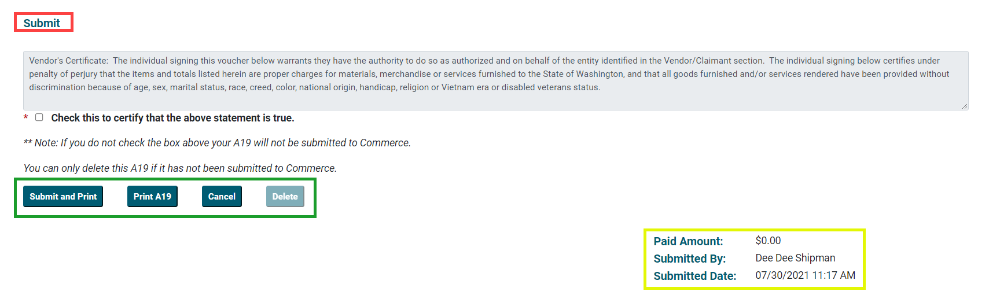 Submit
Vendor's Certificate:  The individual signing this voucher below warrants they have the authority to do so as authorized and on behalf of the entity identified in the Vendor/Claimant section.  The individual signing below certifies under
penalty of perjury that the items and totals listed herein are proper charges for materials, merchandise or services furnished to the State of Washington, and that all goods furnished and/or services rendered have been provided without
discrimination because of age, sex, marital status, race, creed, color, national origin, handicap, religion or Vietnam era or disabled veterans status.
* Check this to certify that the above statement is true.
** Note: If you do not check the box above your A19 will not be submitted to Commerce.
You can only delete this A19 if it has not been submitted to Commerce.
Submit and Print Print A19 Cancel Delete
Paid Amount: $0.00
Submitted By: Dee Dee Shipman
Submitted Date: 07/30/2021 11:17 AM